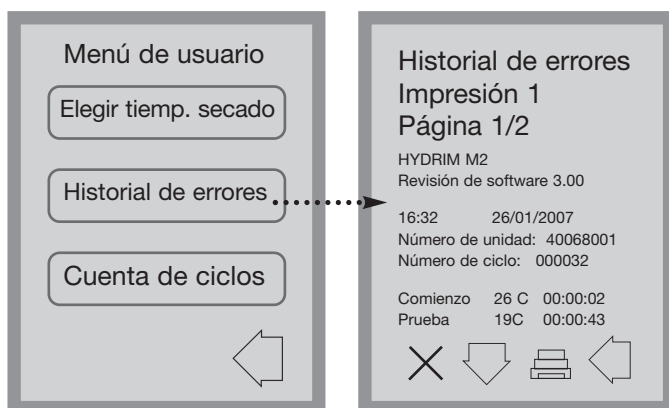 Menú de usuario
Elegir tiemp. secado
Historial de errores
Cuenta de ciclos
Historial de errores
Impresión 1
Página 1/2
HYDRIM M2
Revisión de software 3.00
16:32 26/01/2007
Número de unidad: 40068001
Número de ciclo: 000032
Comienzo 26 C 00:00:02
Prueba 19C 00:00:43